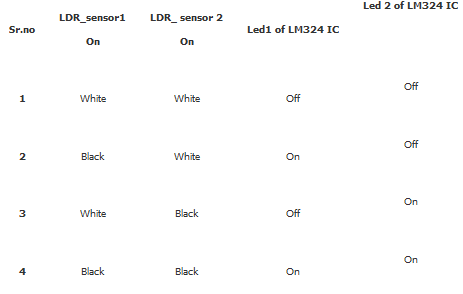 Sr.no LDR_sensor1 On LDR_ sensor 2 On Led1 of LM324 IC Led 2 of LM324 IC
1 White White Off Off
2 Black White On Off
3 White Black Off On
4 Black Black On On